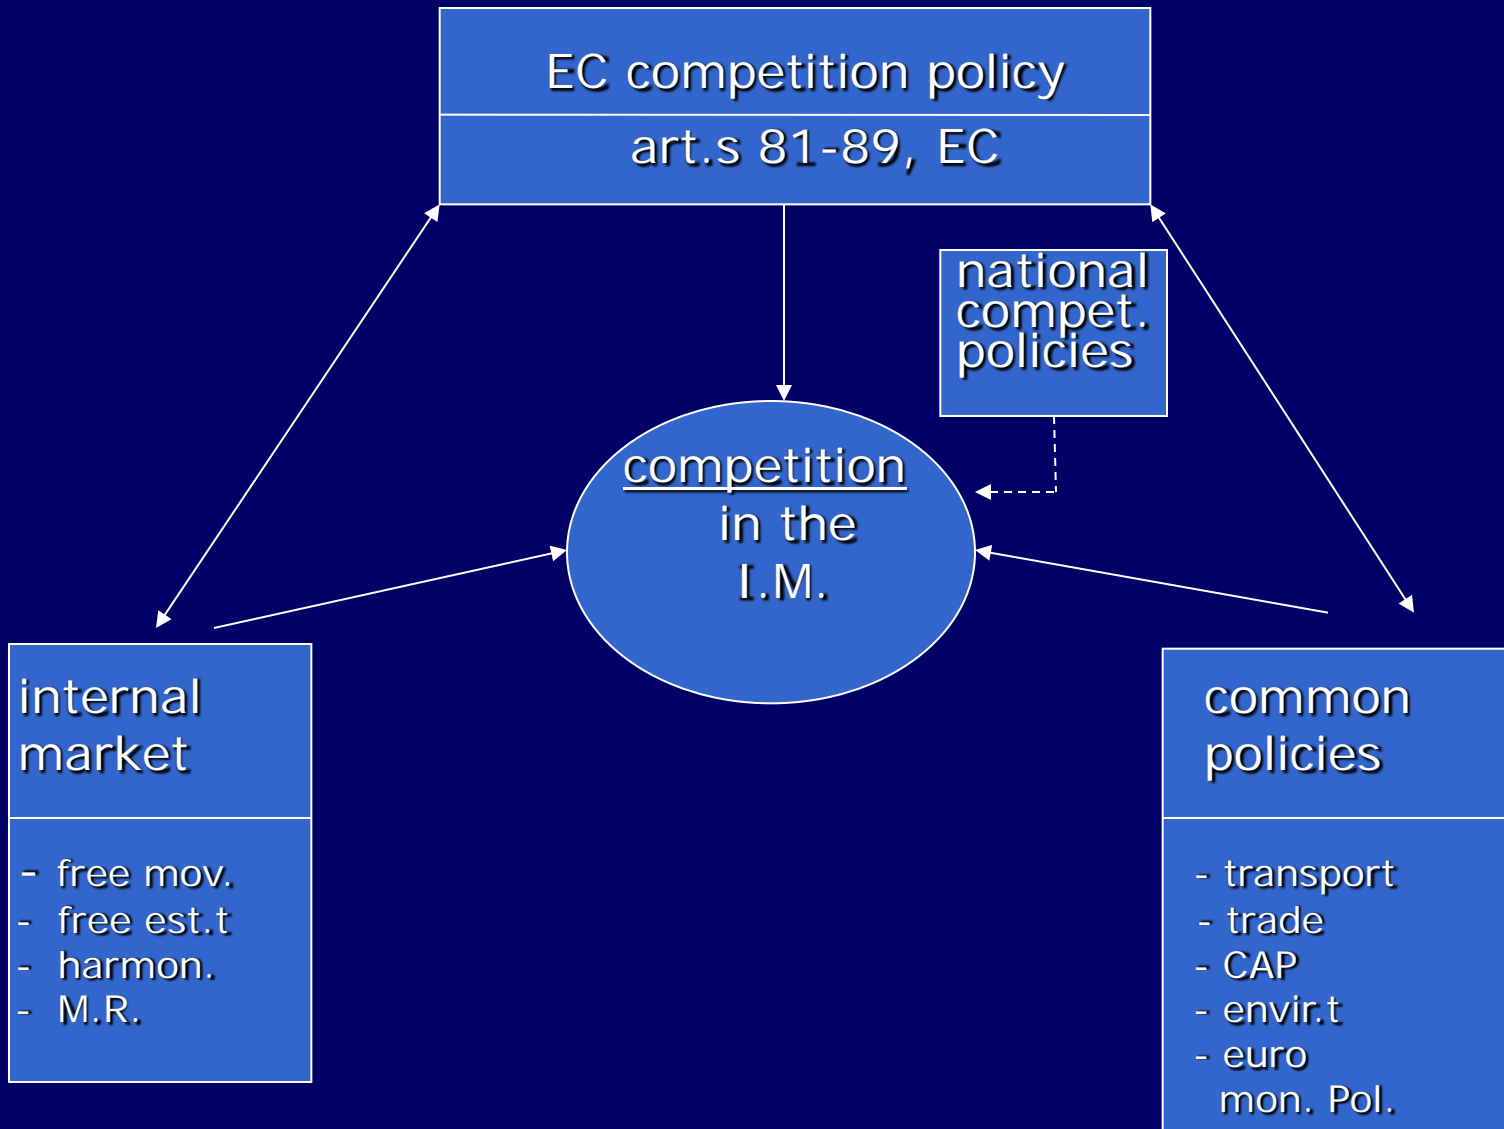 EC competition policy
art.s 81-89, EC
national
compet.
policies
competition
in the
I.M.
internal
market
- free mov.
- free est.t
- harmon.
- M.R.
common
policies
- transport
- trade
- CAP
- envir.t
- euro
mon. Pol.